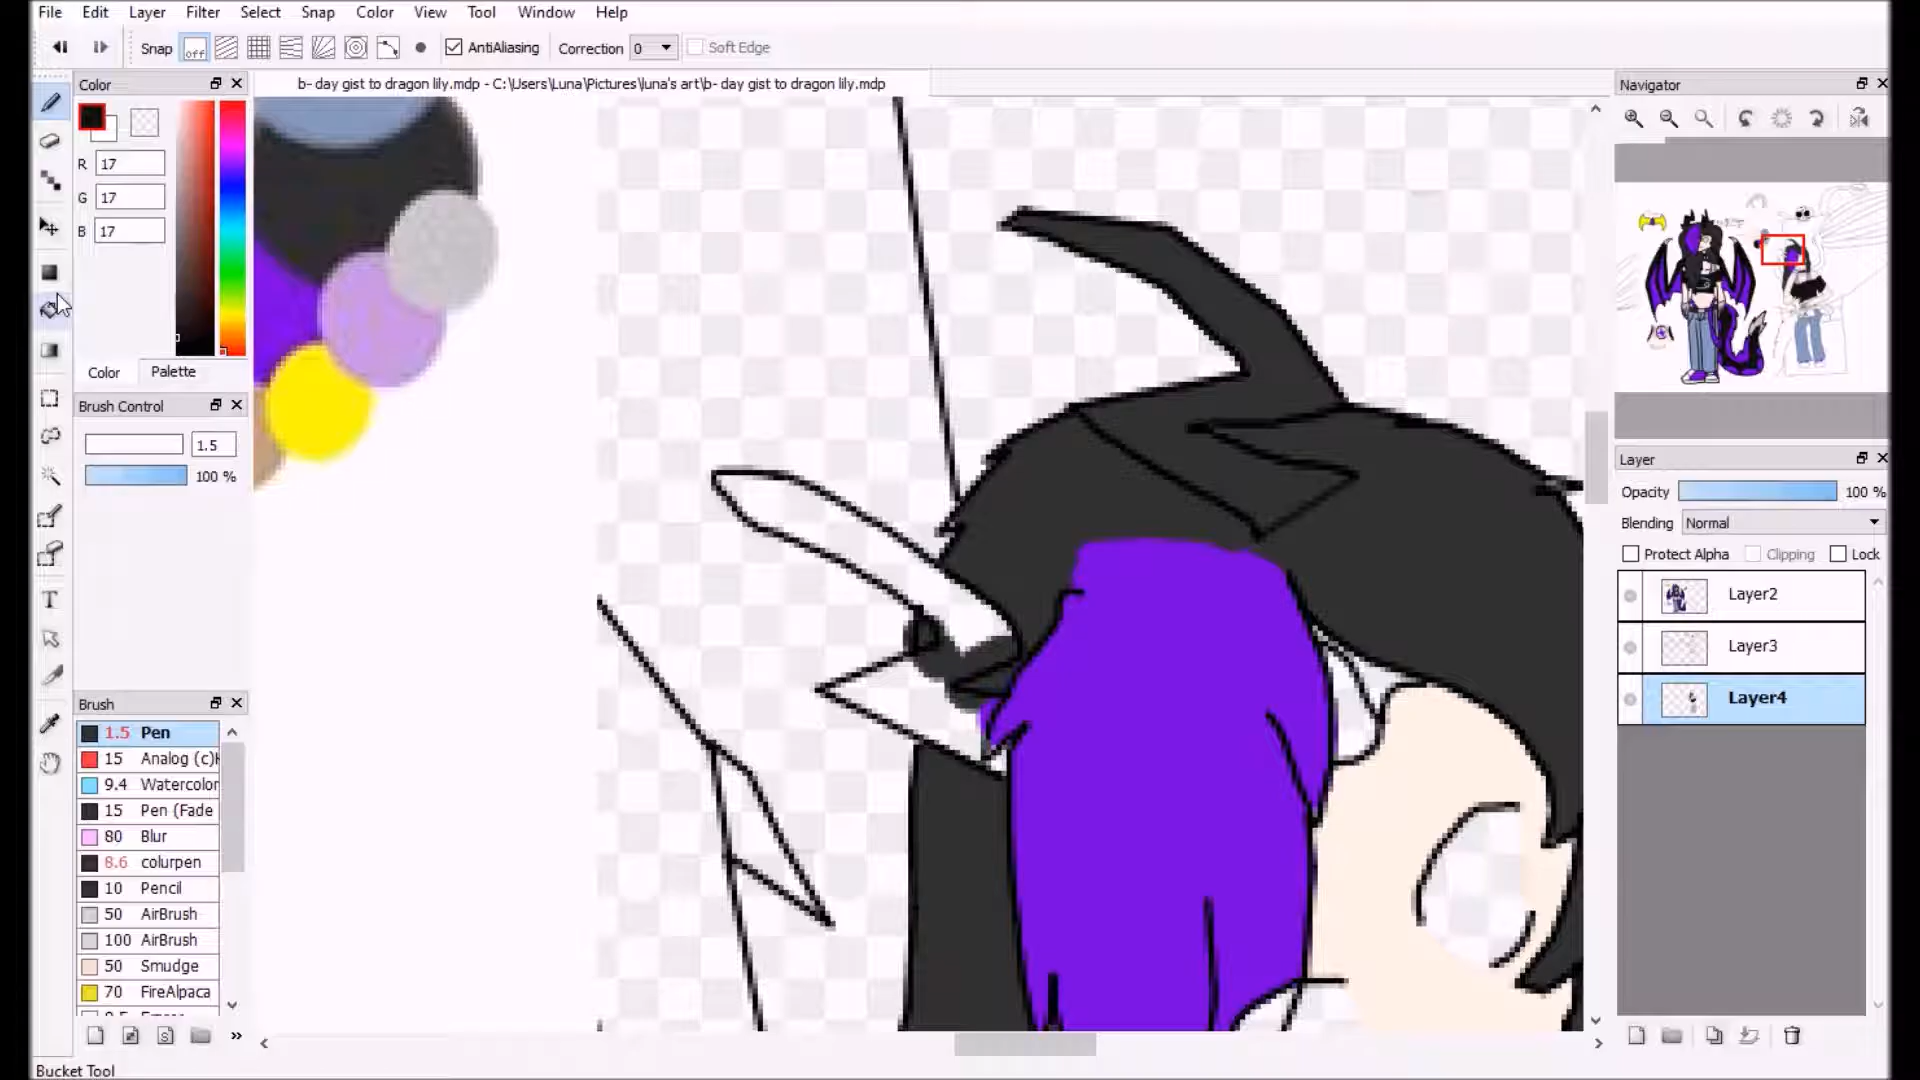 File Edit Layer Filter Select Snap Color View Tool Window Help
Snap off AntiAliasing Correction 0 Soft Edge
Color
b- day gist to dragon lily.mdp - C:\Users\Luna\Pictures\luna's art\b- day gist to dragon lily.mdp
Navigator
R 17
G 17
B 17
Color Palette
Brush Control
1.5
100 %
Layer
Opacity 100 %
Blending Normal
Protect Alpha Clipping Lock
Layer2
Layer3
Layer4
T
Brush
1.5 Pen
15 Analog (c)
9.4 Watercolor
15 Pen (Fade
80 Blur
8.6 colurpen
10 Pencil
50 AirBrush
100 AirBrush
50 Smudge
70 FireAlpaca
S
Bucket Tool